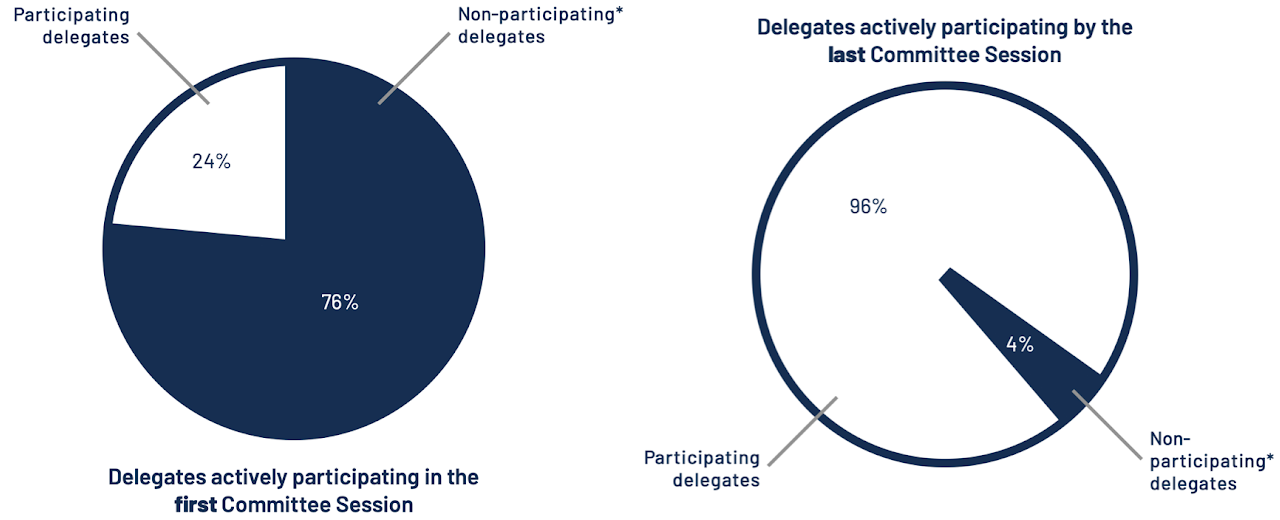 Participating
delegates
Non-participating*
delegates
24%
76%
Delegates actively participating in the
first Committee Session
Delegates actively participating by the
last Committee Session
96%
4%
Participating
delegates
Non-
participating*
delegates